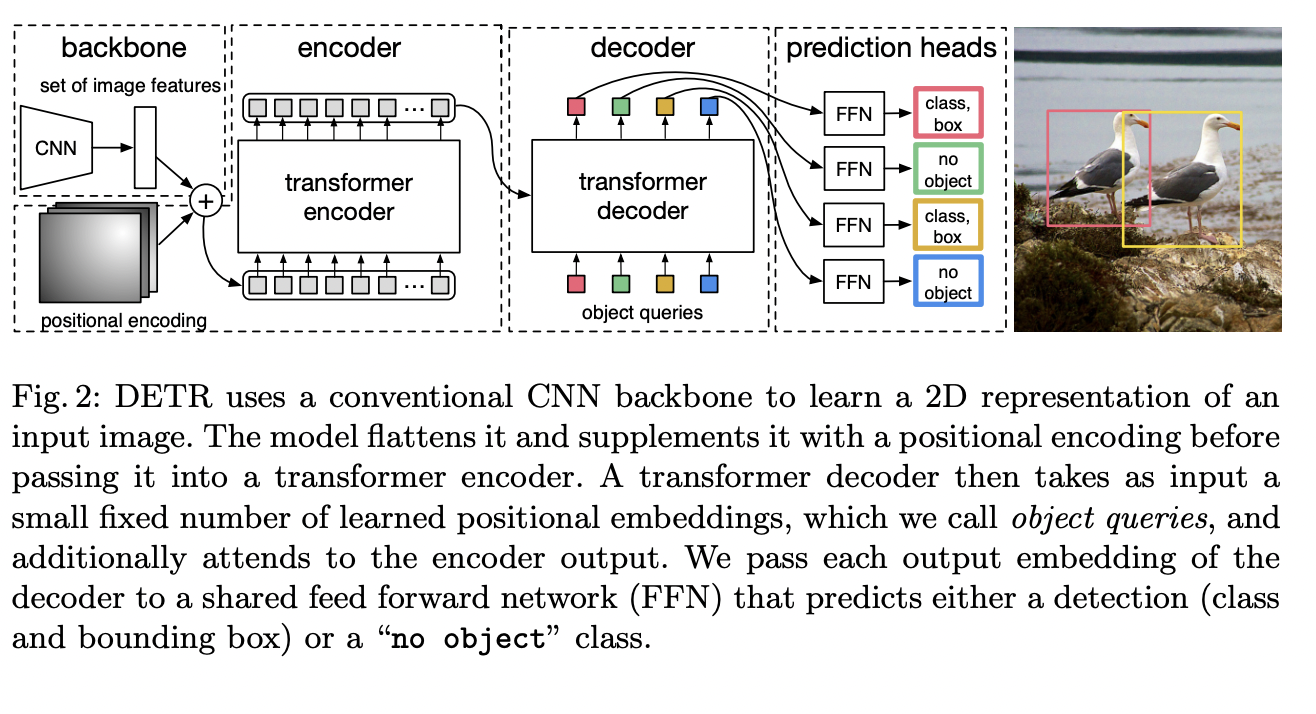 backbone
encoder
decoder
prediction heads
set of image features
CNN
+
positional encoding
...
transformer
encoder
...
transformer
decoder
object queries
FFN
class,
box
FFN
no
object
FFN
class,
box
FFN
no
object
Fig. 2: DETR uses a conventional CNN backbone to learn a 2D representation of an
input image. The model flattens it and supplements it with a positional encoding before
passing it into a transformer encoder. A transformer decoder then takes as input a
small fixed number of learned positional embeddings, which we call object queries, and
additionally attends to the encoder output. We pass each output embedding of the
decoder to a shared feed forward network (FFN) that predicts either a detection (class
and bounding box) or a “no object” class.